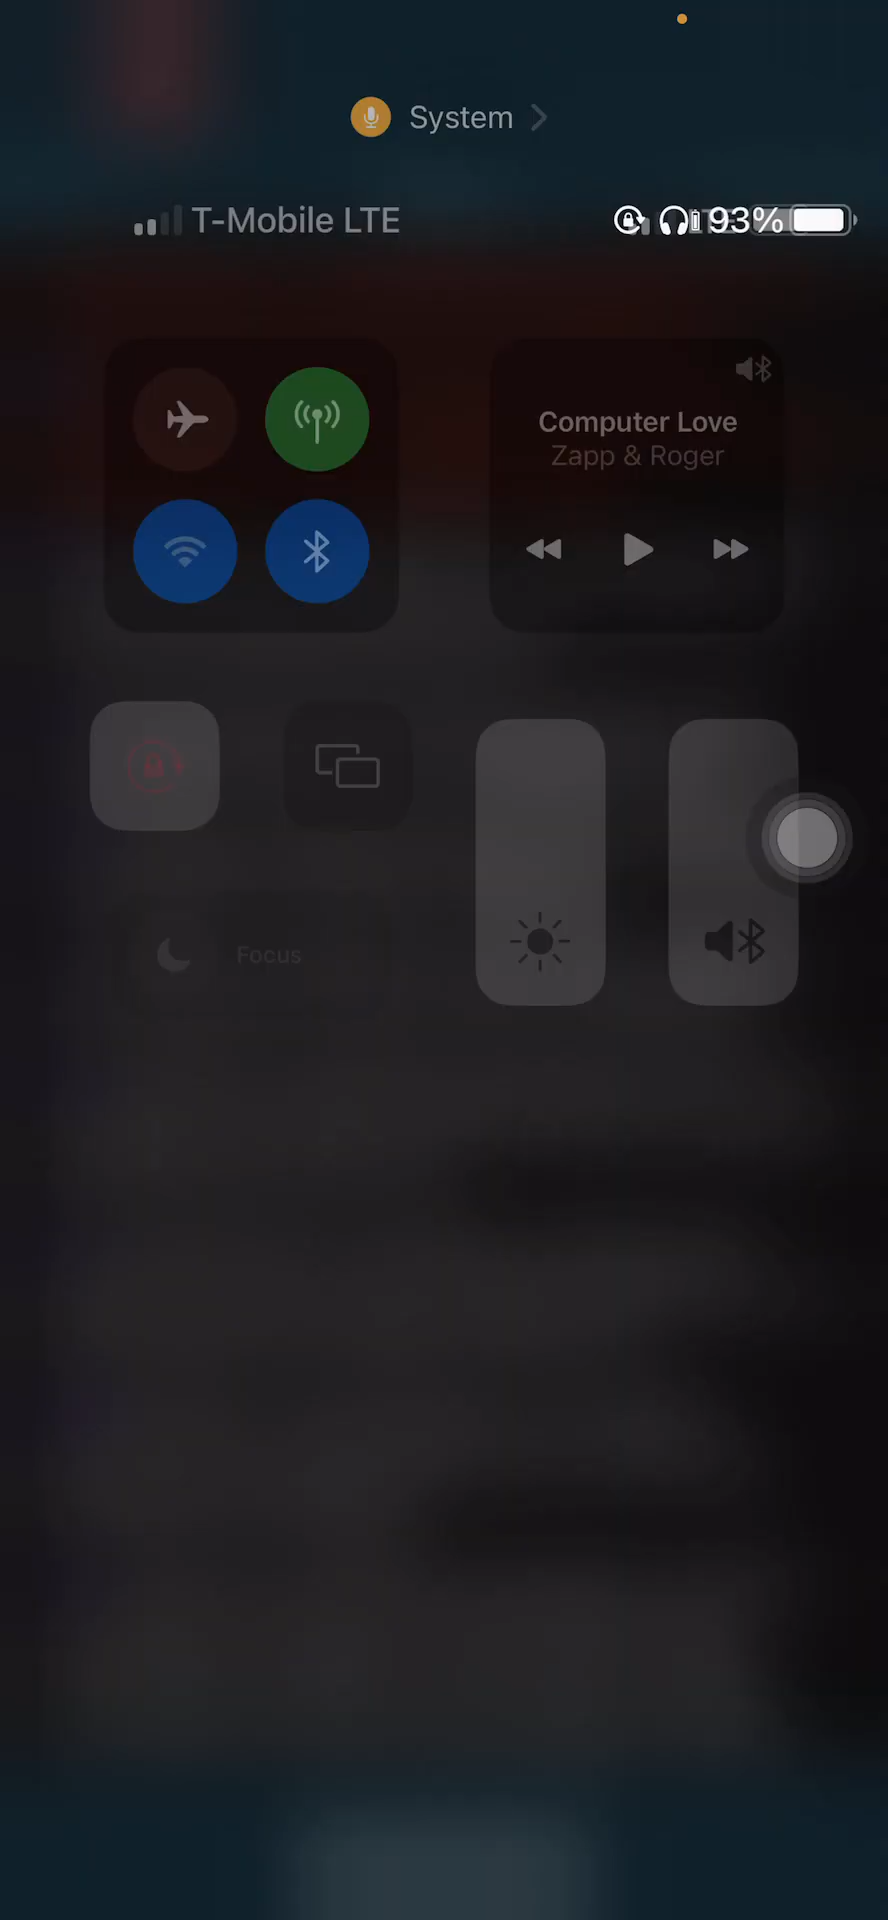 System
T-Mobile LTE
93%
Computer Love
Zapp & Roger
Focus